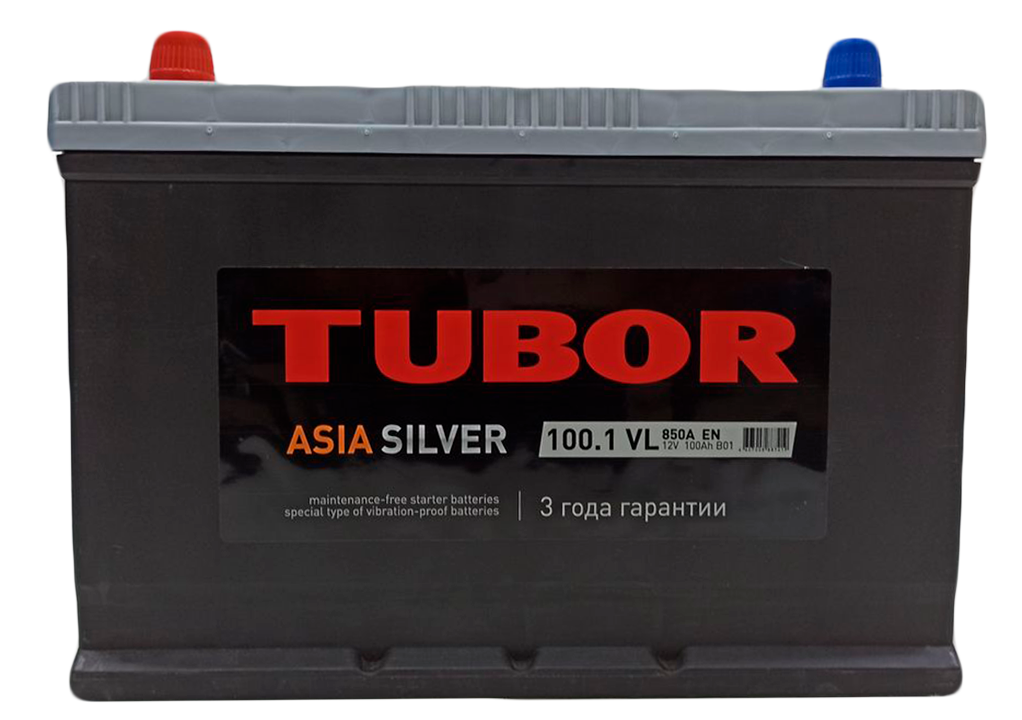 TUBOR
ASIA SILVER
100.1 VL
850A EN
12V 100Ah B01
maintenance-free starter batteries
special type of vibration-proof batteries
3 года гарантии